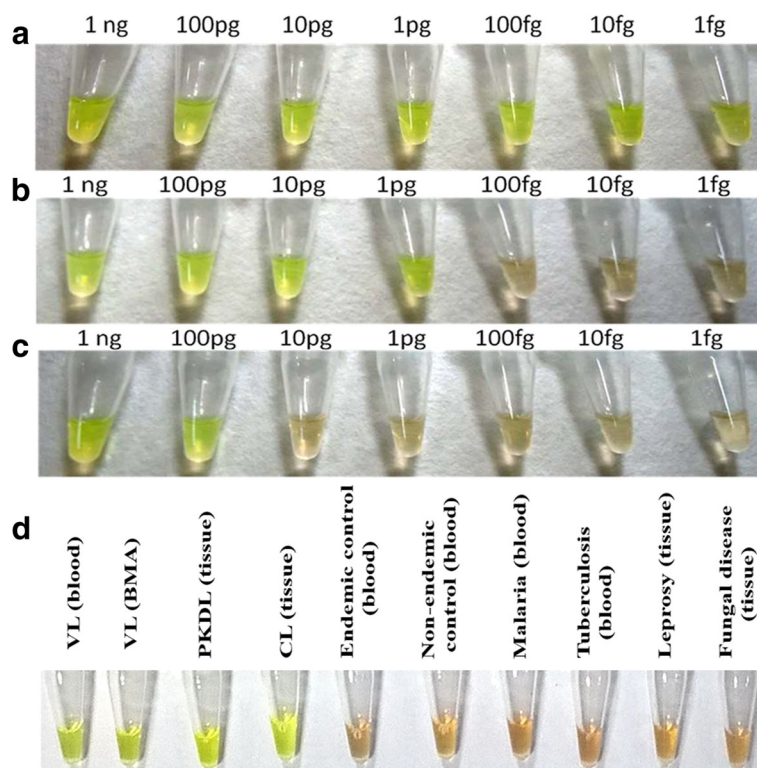 a
1 ng 100pg 10pg 1pg 100fg 10fg 1fg
b
1 ng 100pg 10pg 1pg 100fg 10fg 1fg
c
1 ng 100pg 10pg 1pg 100fg 10fg 1fg
d
VL (blood)
VL (BMA)
PKDL (tissue)
CL (tissue)
Endemic control
(blood)
Non-endemic
control (blood)
Malaria (blood)
Tuberculosis
(blood)
Leprosy (tissue)
Fungal disease
(tissue)